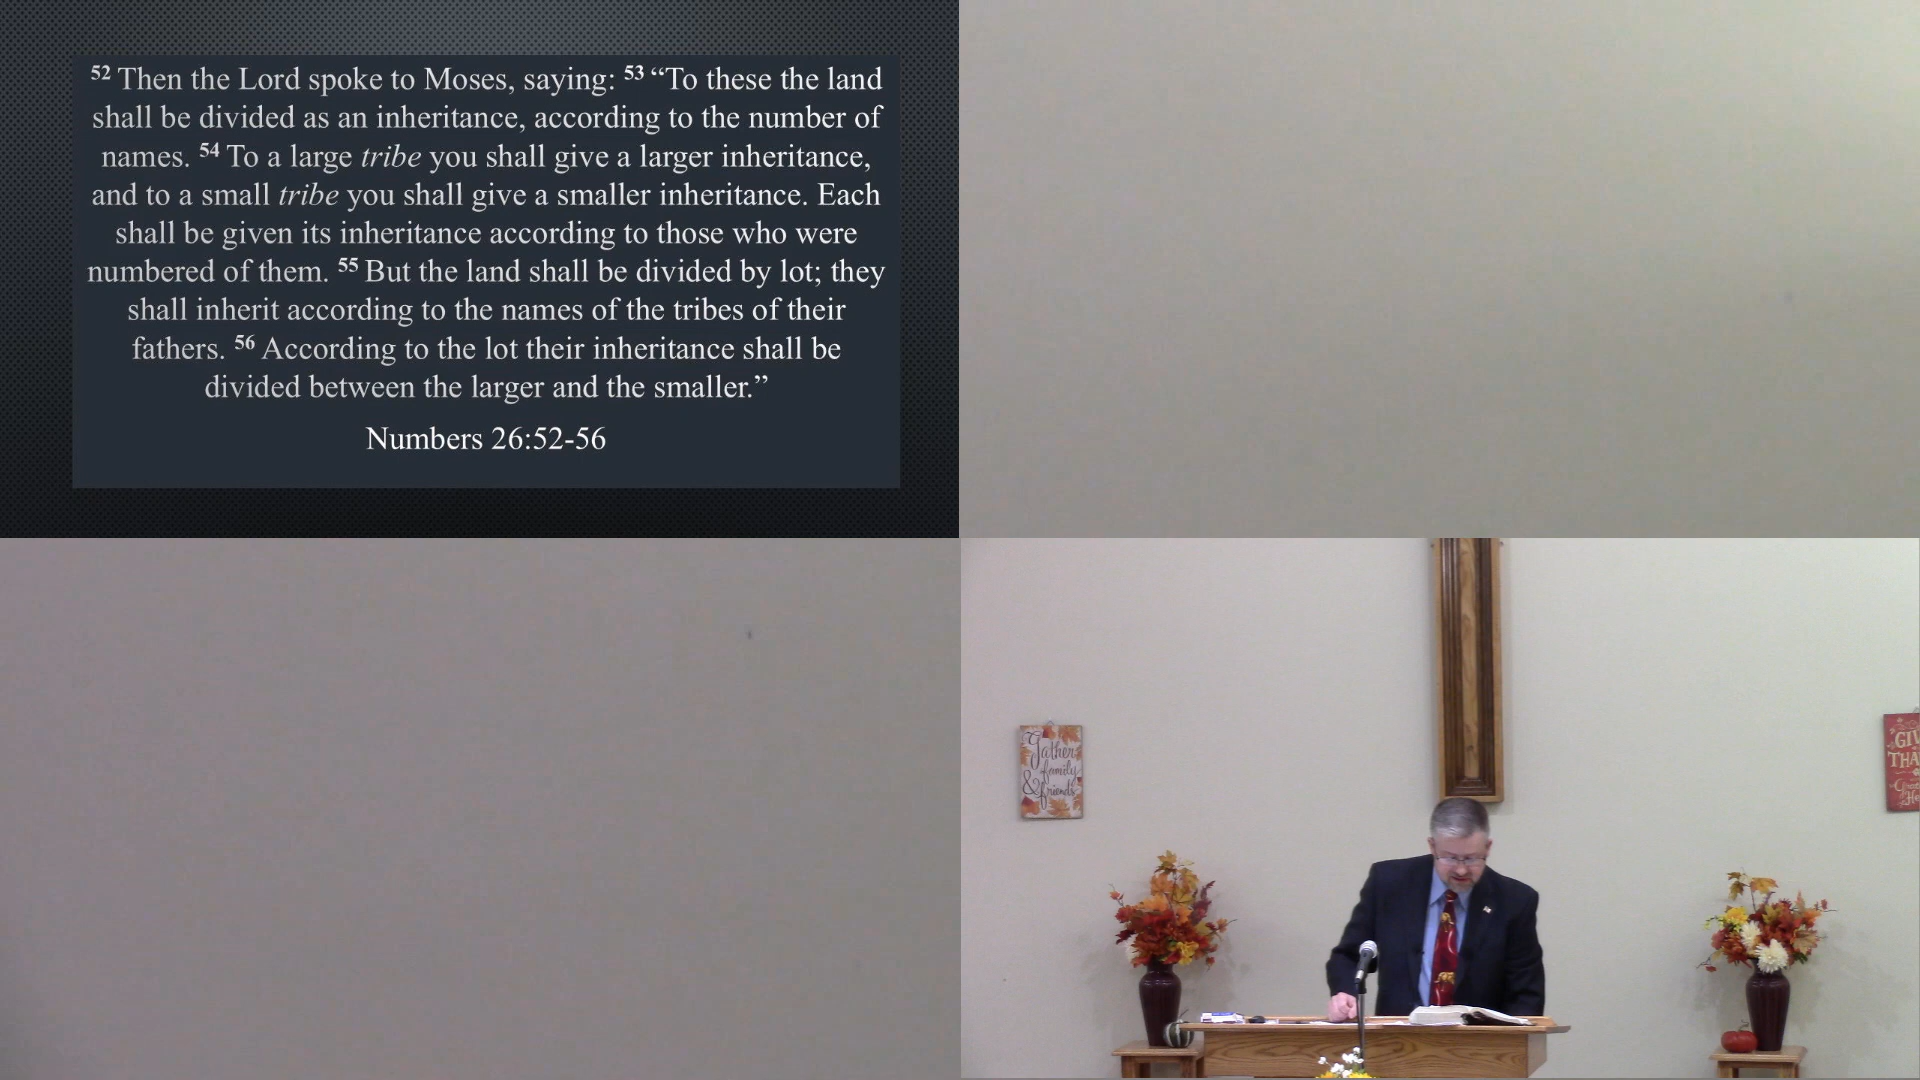 52 Then the Lord spoke to Moses, saying: 53 “To these the land
shall be divided as an inheritance, according to the number of
names. 54 To a large tribe you shall give a larger inheritance,
and to a small tribe you shall give a smaller inheritance. Each
shall be given its inheritance according to those who were
numbered of them. 55 But the land shall be divided by lot; they
shall inherit according to the names of the tribes of their
fathers. 56 According to the lot their inheritance shall be
divided between the larger and the smaller.”
Numbers 26:52-56
Gather
family
& friends
GIV
THA